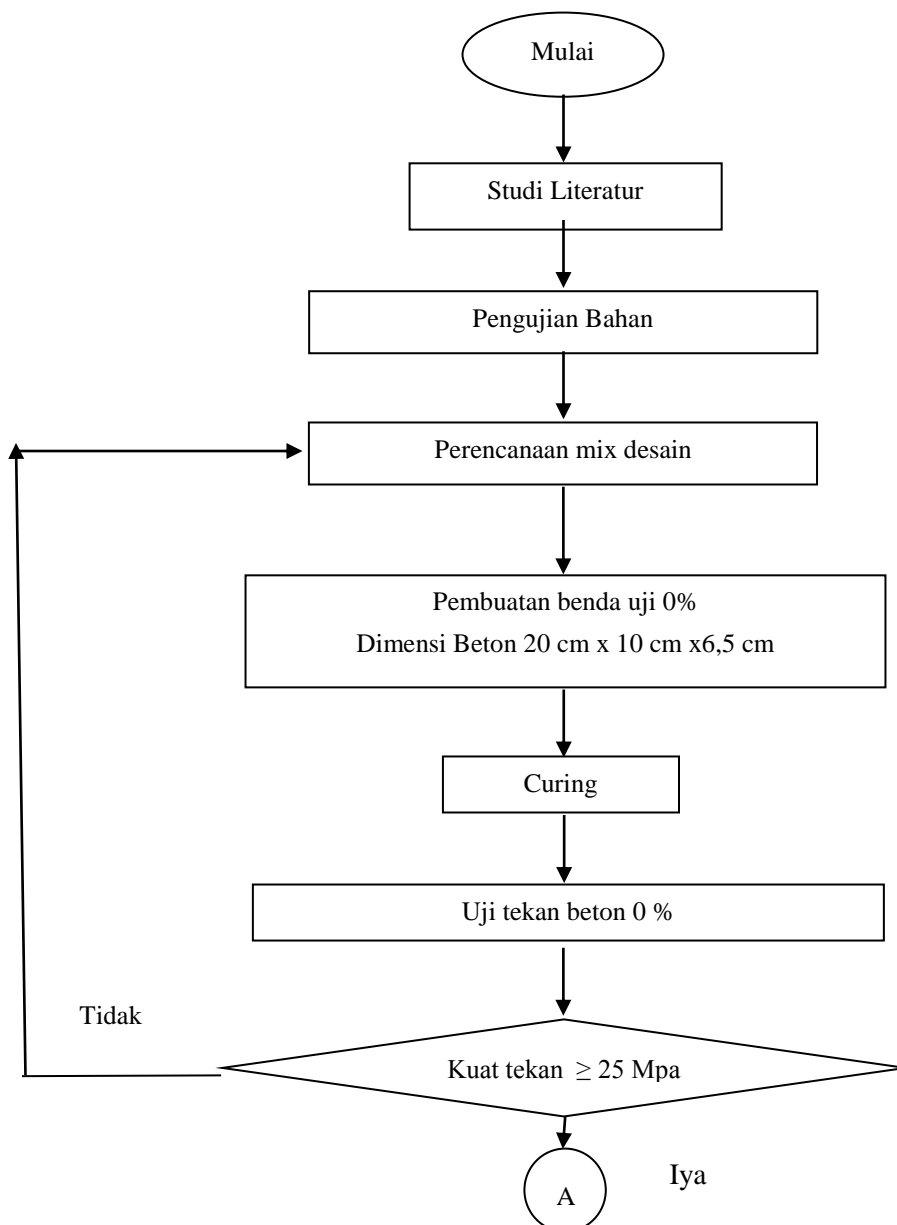 Mulai
Studi Literatur
Pengujian Bahan
Perencanaan mix desain
Pembuatan benda uji 0%
Dimensi Beton 20 cm x 10 cm x6,5 cm
Curing
Uji tekan beton 0 %
Tidak
Kuat tekan ≥ 25 Mpa
Iya
A